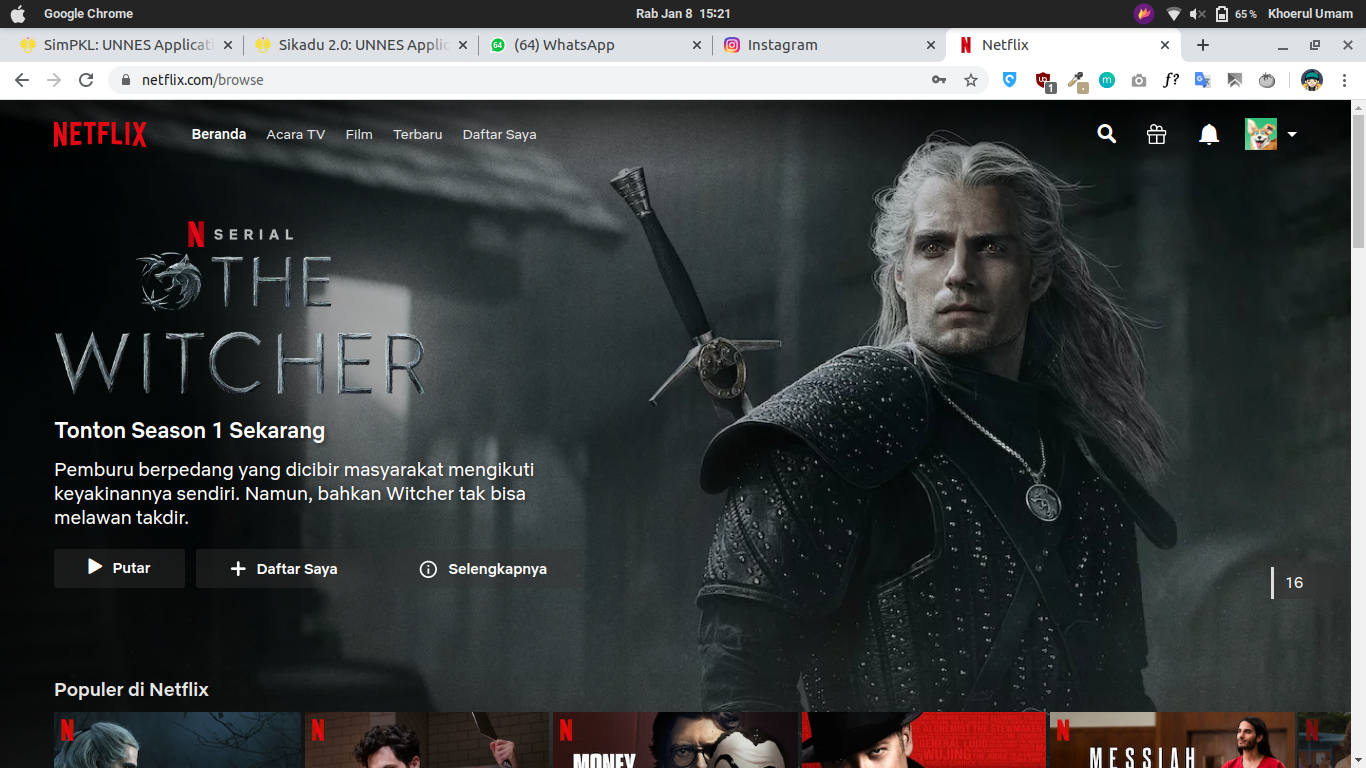 Google Chrome
Rab Jan 8 15:21
65 %
Khoerul Umam
SimPKL: UNNES Applicati
Sikadu 2.0: UNNES Applic
64
(64) WhatsApp
Instagram
Netflix
netflix.com/browse
1
m
f?
NETFLIX
Beranda
Acara TV
Film
Terbaru
Daftar Saya
N SERIAL
THE
WITCHER
Tonton Season 1 Sekarang
Pemburu berpedang yang dicibir masyarakat mengikuti
keyakinannya sendiri. Namun, bahkan Witcher tak bisa
melawan takdir.
Putar
Daftar Saya
Selengkapnya
16
Populer di Netflix
N
N
N
N
N
N
MONEY
MESSIAH